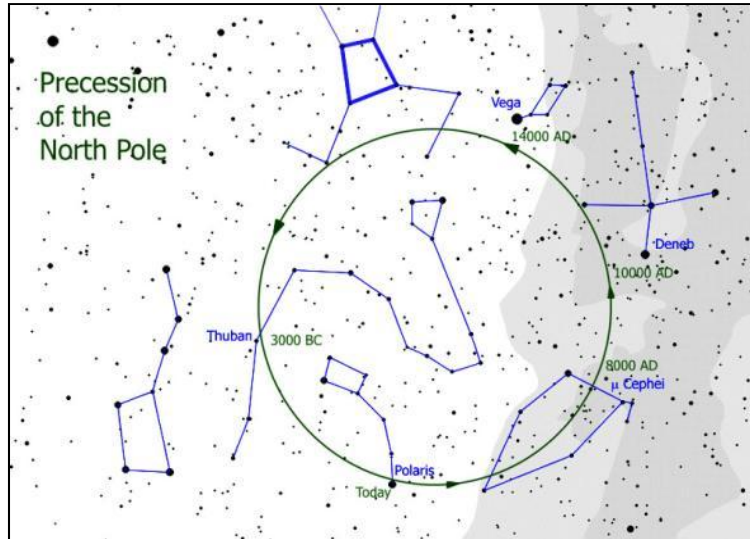 Precession
of the
North Pole
Vega
14000 AD
Deneb
10000 AD
Thuban
3000 BC
8000 AD
μ Cephei
Polaris
Today